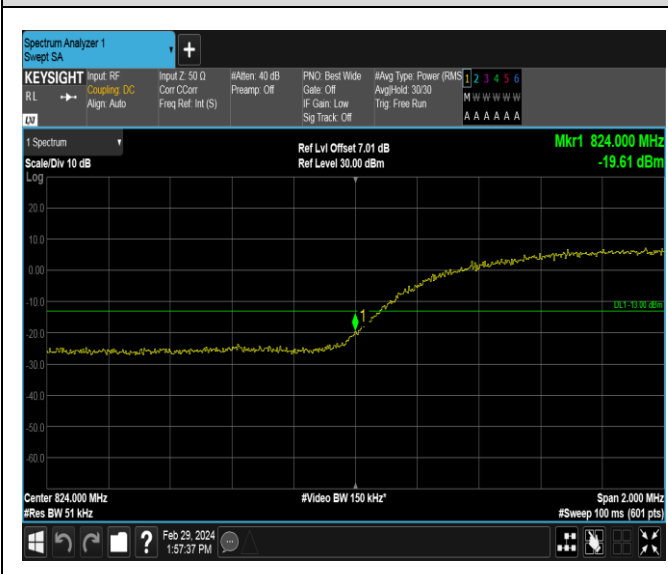 Spectrum Analyzer 1
Swept SA
+
KEYSIGHT Input: RF Input Z: 50 Ω #Atten: 40 dB PNO: Best Wide #Avg Type: Power (RMS 1 2 3 4 5 6
RL Coupling: DC Corr CCorr Preamp: Off Gate: Off Avg|Hold: 30/30 M W W W W W
Align: Auto Freq Ref: Int (S) IF Gain: Low Trig: Free Run
LXI Sig Track: Off A A A A A A
1 Spectrum Ref Lvl Offset 7.01 dB Mkr1 824.000 MHz
Scale/Div 10 dB Ref Level 30.00 dBm -19.61 dBm
Log
20.0
10.0
0.00
-10.0
DL1 -13.00 dBm
1
-20.0
-30.0
-40.0
-50.0
-60.0
Center 824.000 MHz #Video BW 150 kHz* Span 2.000 MHz
#Res BW 51 kHz #Sweep 100 ms (601 pts)
? Feb 29, 2024
1:57:37 PM